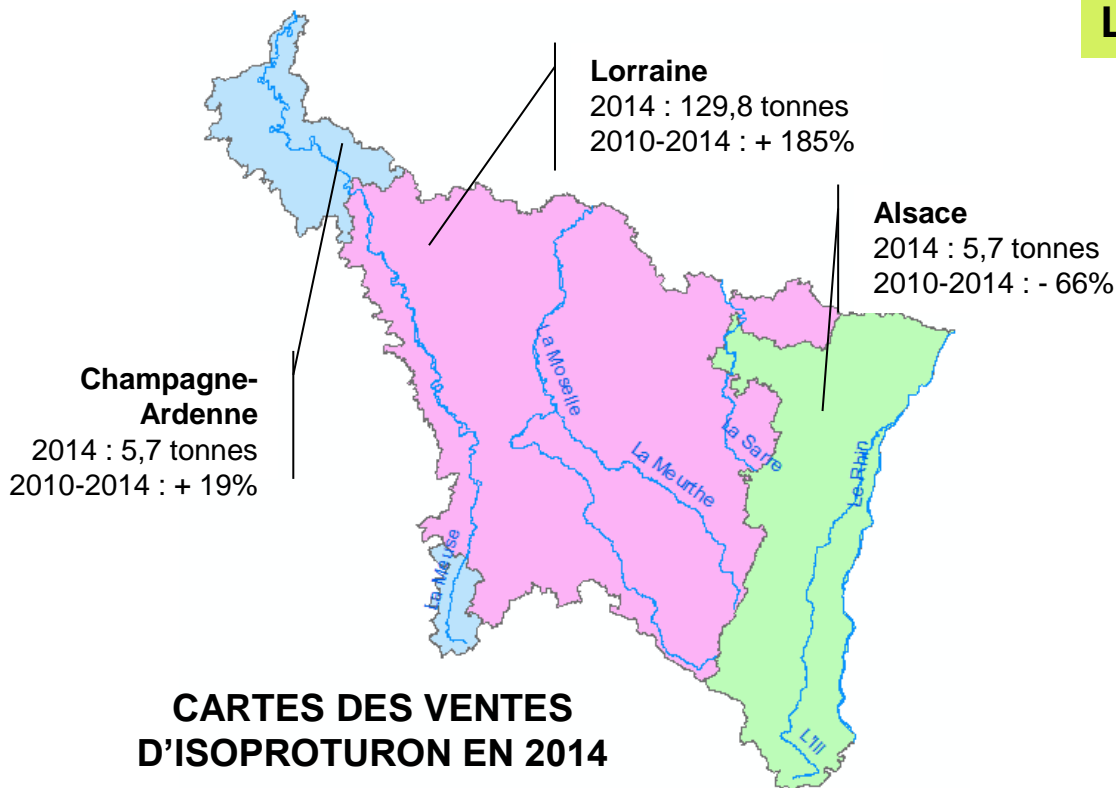 L
Lorraine
2014 : 129,8 tonnes
2010-2014 : + 185%
Alsace
2014 : 5,7 tonnes
2010-2014 : - 66%
Champagne-
Ardenne
2014 : 5,7 tonnes
2010-2014 : + 19%
La Moselle
La Meurthe
La Sarre
Le Rhin
La Meuse
L'Ill
CARTES DES VENTES
D’ISOPROTURON EN 2014